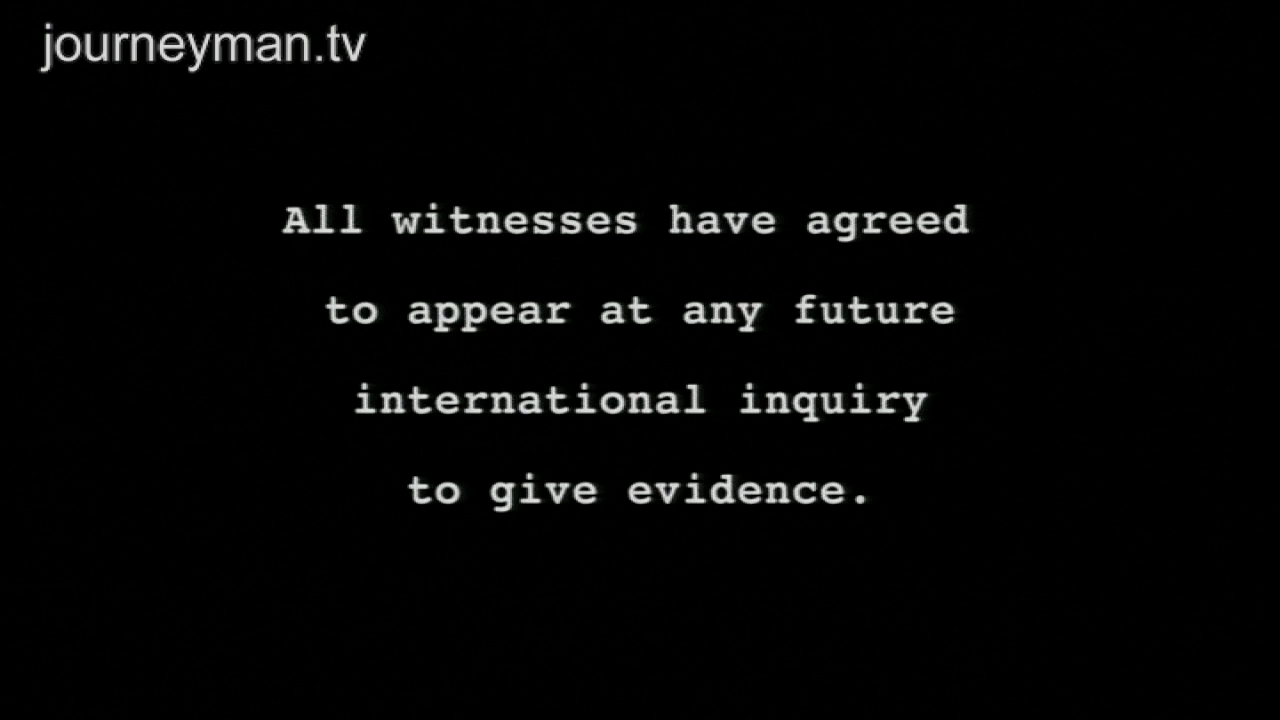 journeyman.tv
All witnesses have agreed
to appear at any future
international inquiry
to give evidence.